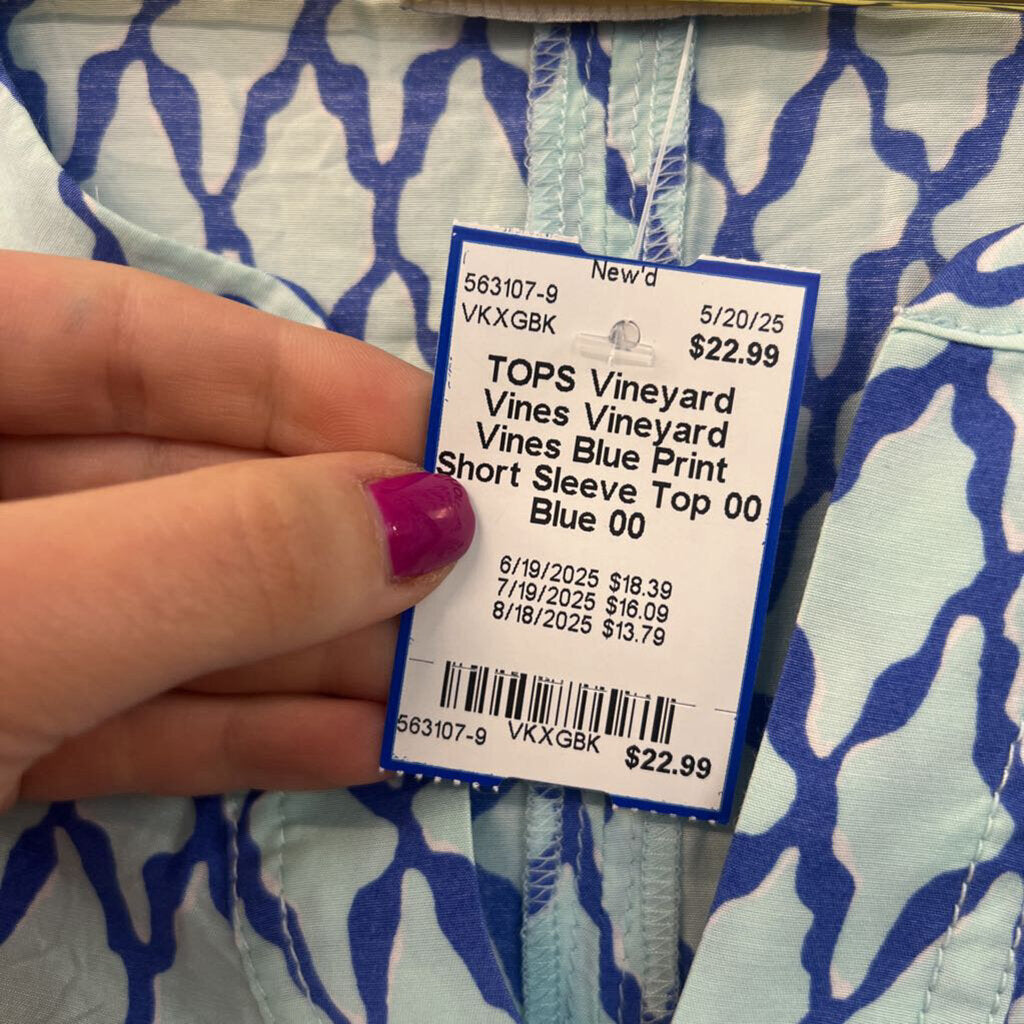 New'd
563107-9 5/20/25
VKXGBK $22.99
TOPS Vineyard
Vines Vineyard
Vines Blue Print
Short Sleeve Top 00
Blue 00
6/19/2025 $18.39
7/19/2025 $16.09
8/18/2025 $13.79
563107-9 VKXGBK $22.99